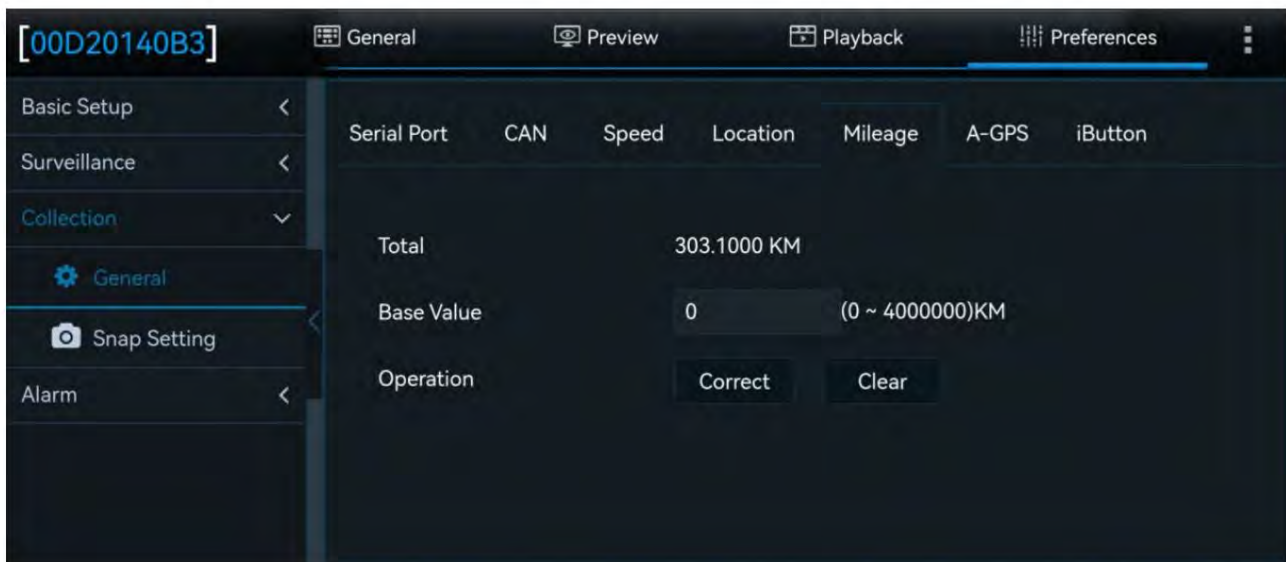 [00D20140B3] General Preview Playback Preferences
Basic Setup
Serial Port CAN Speed Location Mileage A-GPS iButton
Surveillance
Collection
Total 303.1000 KM
General
Base Value 0 (0 ~ 4000000)KM
Snap Setting
Operation Correct Clear
Alarm